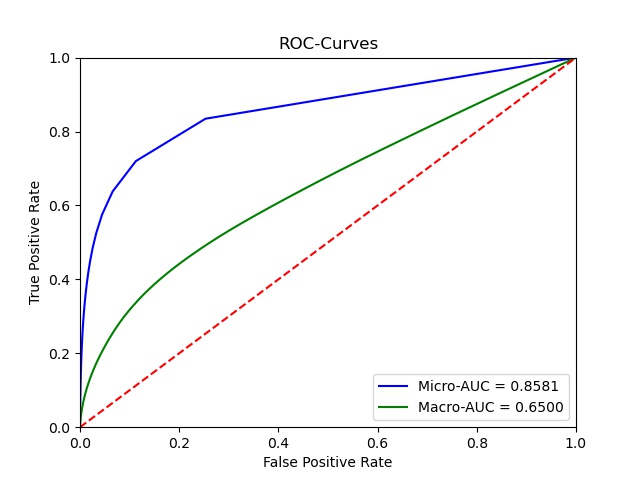 ROC-Curves
True Positive Rate
1.0
0.8
0.6
0.4
0.2
0.0
0.0 0.2 0.4 0.6 0.8 1.0
False Positive Rate
Micro-AUC = 0.8581
Macro-AUC = 0.6500